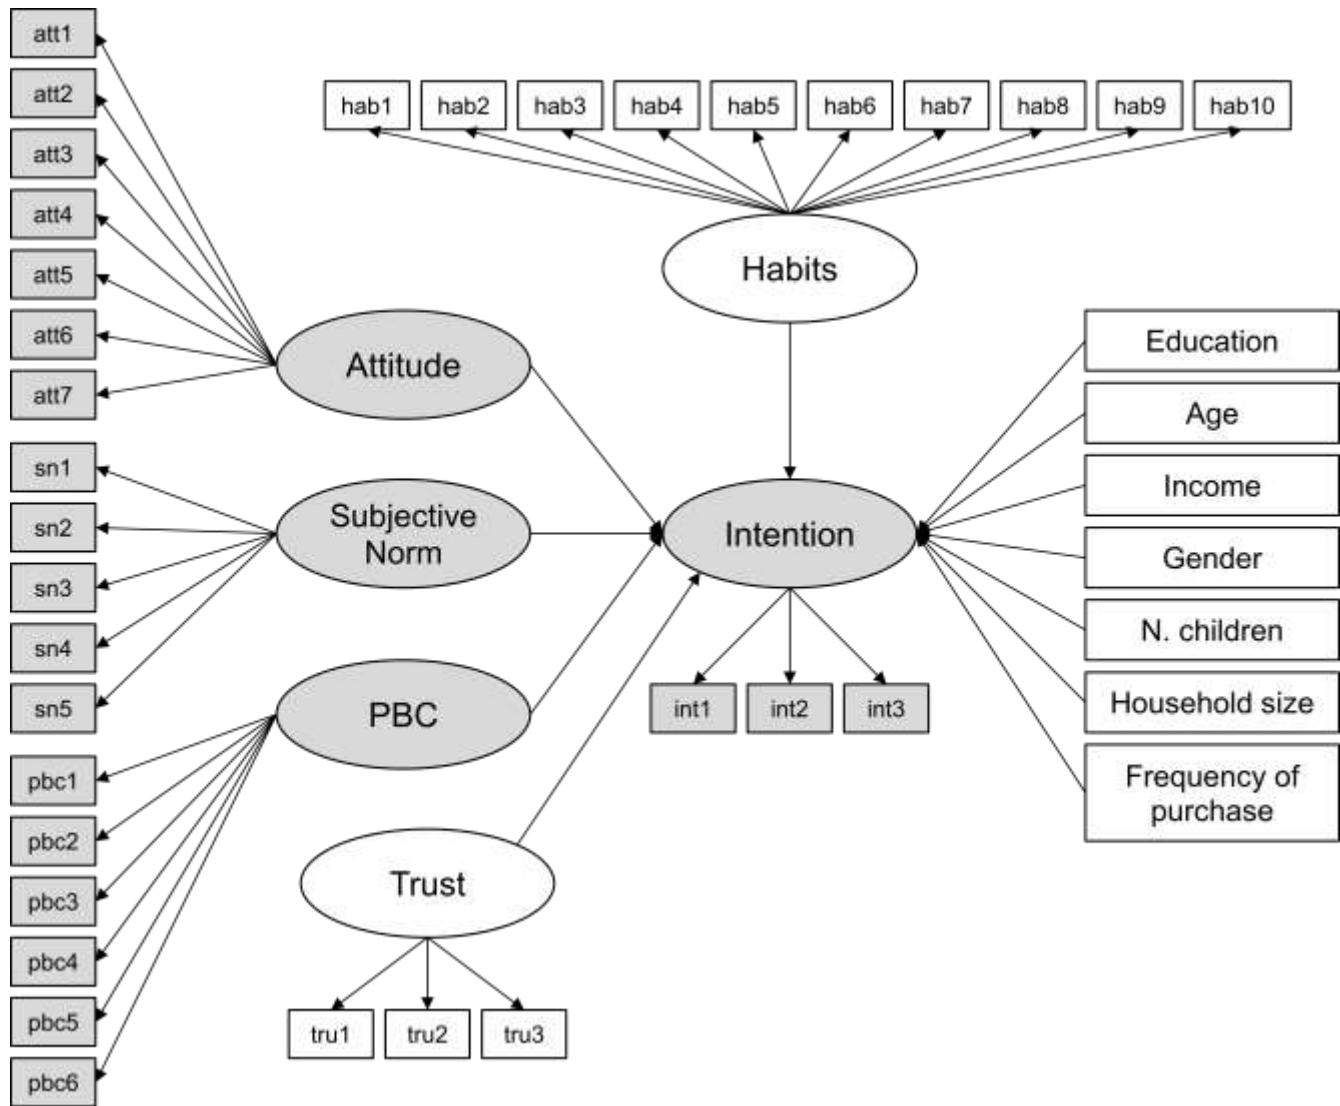 att1
att2
att3
att4
att5
att6
att7
sn1
sn2
sn3
sn4
sn5
pbc1
pbc2
pbc3
pbc4
pbc5
pbc6
hab1
hab2
hab3
hab4
hab5
hab6
hab7
hab8
hab9
hab10
Habits
Attitude
Subjective
Norm
PBC
Trust
tru1
tru2
tru3
Intention
int1
int2
int3
Education
Age
Income
Gender
N. children
Household size
Frequency of
purchase